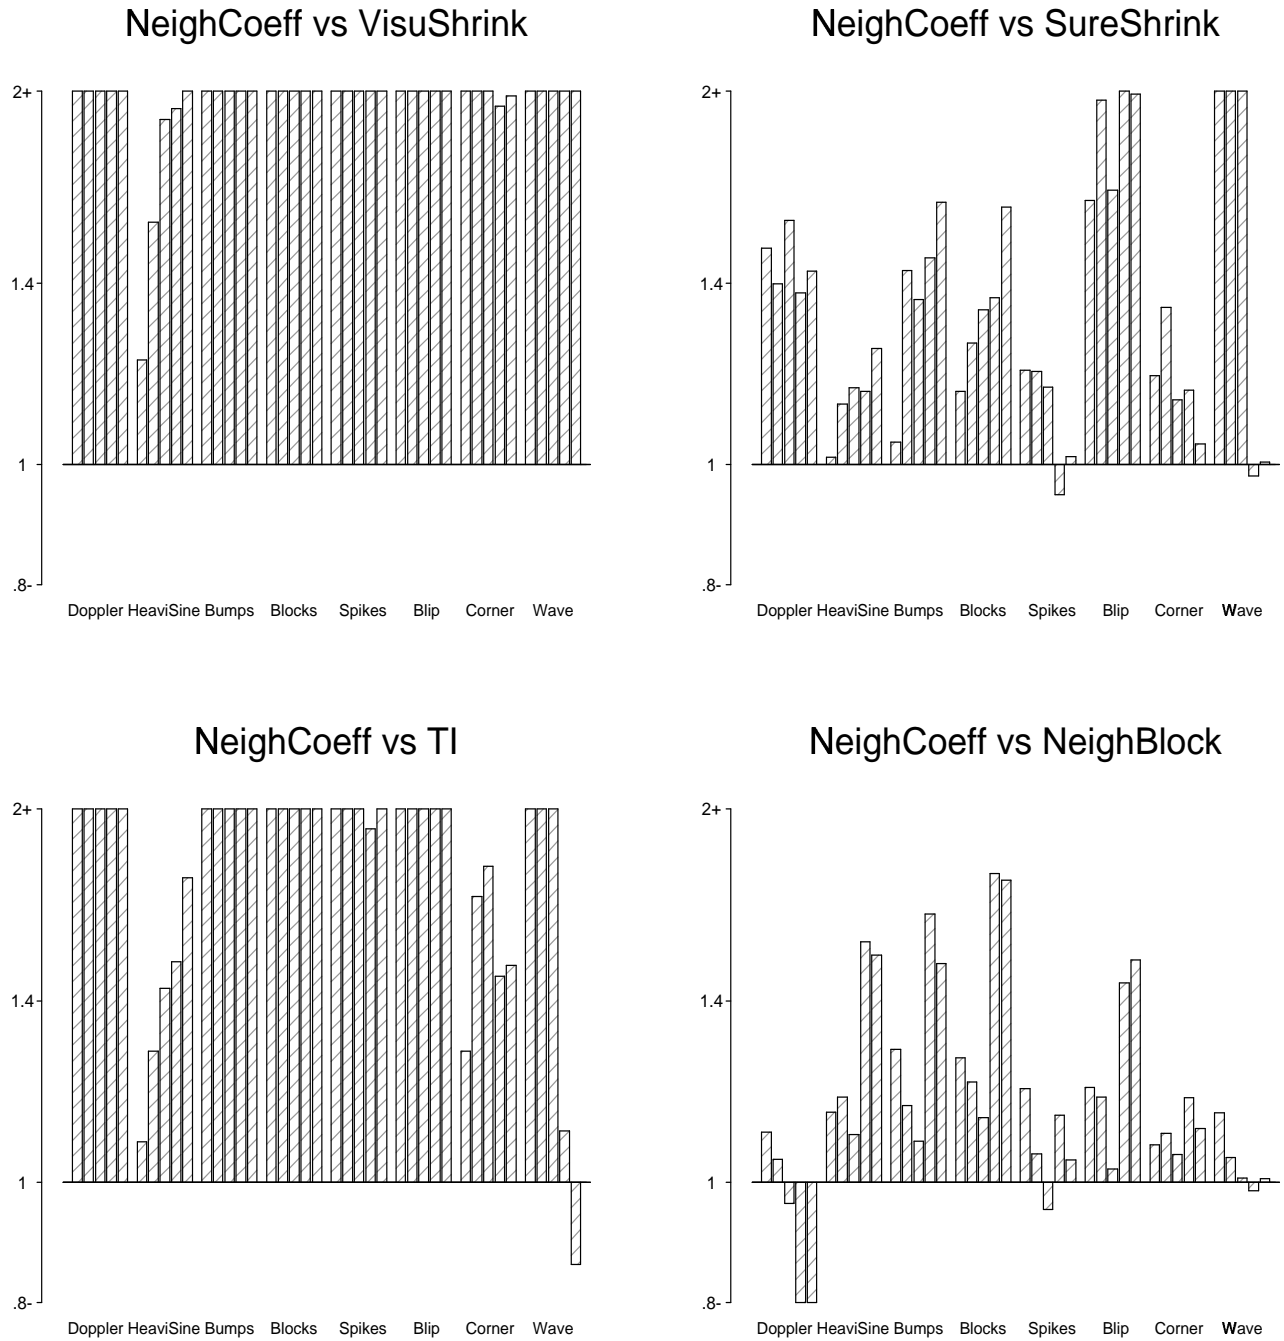 NeighCoeff vs VisuShrink
2+
1.4
1
.8-
Doppler HeaviSine Bumps Blocks Spikes Blip Corner Wave
NeighCoeff vs SureShrink
2+
1.4
1
.8-
Doppler HeaviSine Bumps Blocks Spikes Blip Corner Wave
NeighCoeff vs TI
2+
1.4
1
.8-
Doppler HeaviSine Bumps Blocks Spikes Blip Corner Wave
NeighCoeff vs NeighBlock
2+
1.4
1
.8-
Doppler HeaviSine Bumps Blocks Spikes Blip Corner Wave